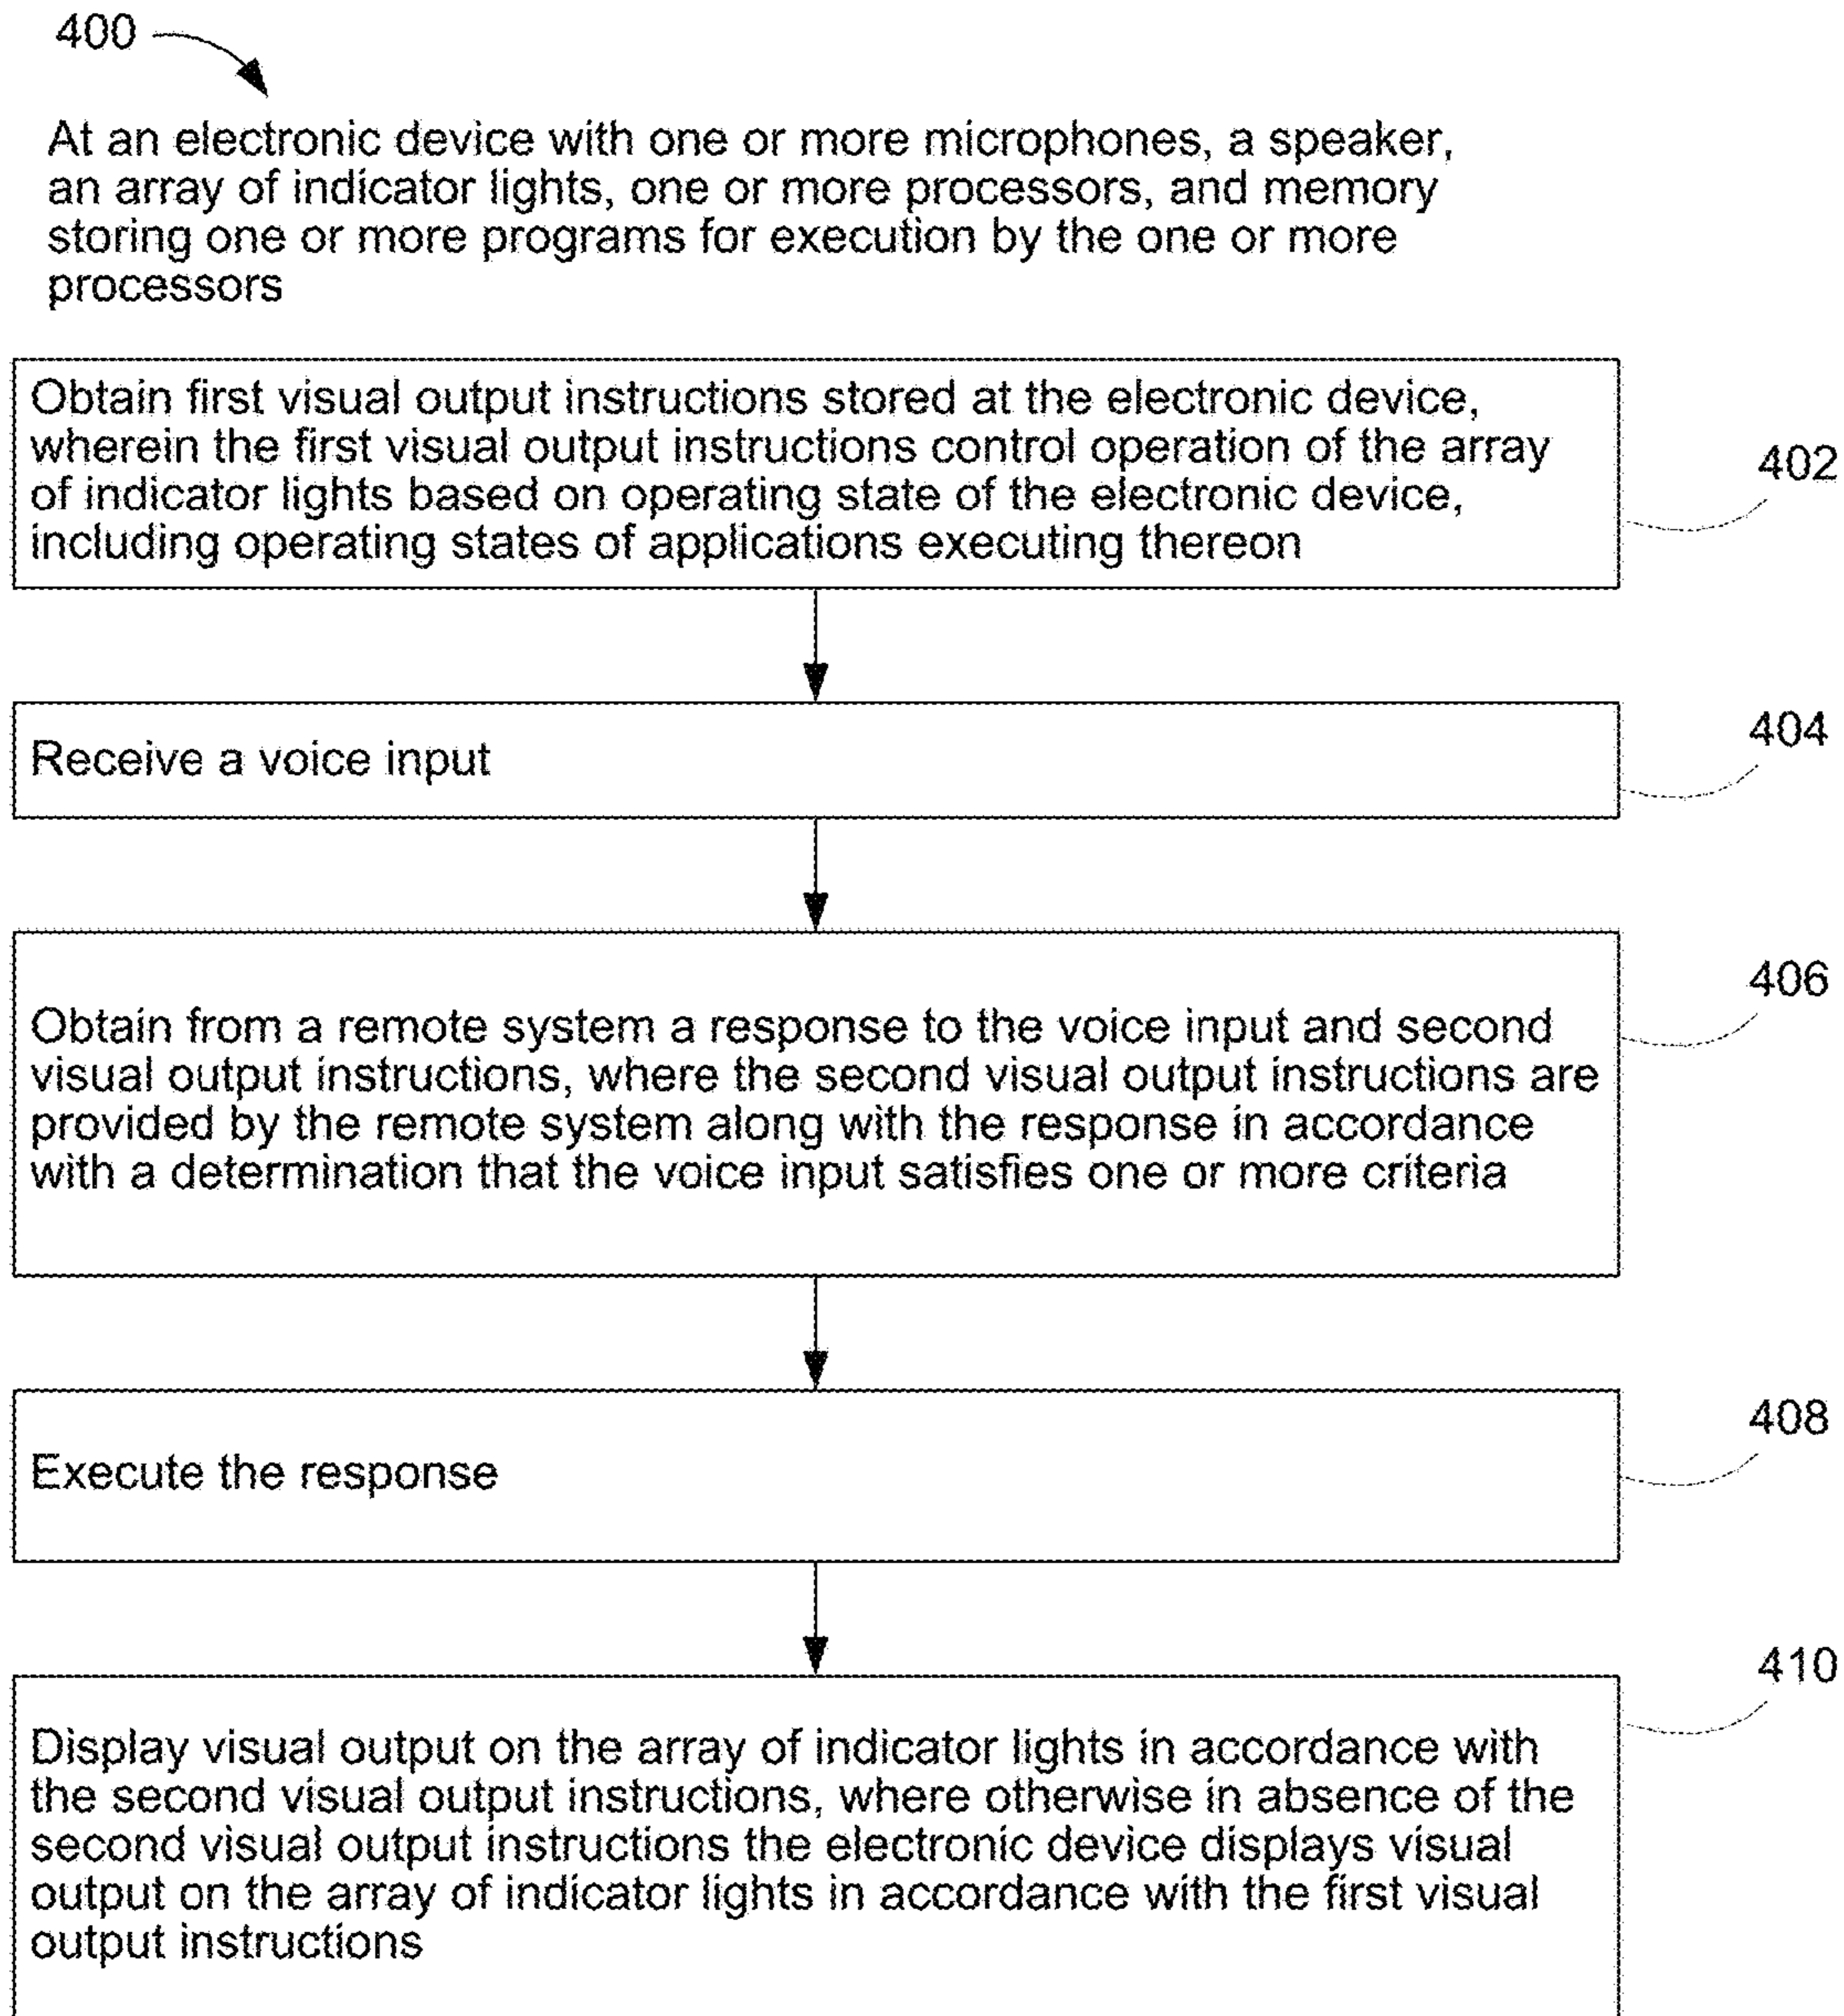 400
At an electronic device with one or more microphones, a speaker,
an array of indicator lights, one or more processors, and memory
storing one or more programs for execution by the one or more
processors
Obtain first visual output instructions stored at the electronic device,
wherein the first visual output instructions control operation of the array
of indicator lights based on operating state of the electronic device,
including operating states of applications executing thereon
402
Receive a voice input
404
Obtain from a remote system a response to the voice input and second
visual output instructions, where the second visual output instructions are
provided by the remote system along with the response in accordance
with a determination that the voice input satisfies one or more criteria
406
Execute the response
408
Display visual output on the array of indicator lights in accordance with
the second visual output instructions, where otherwise in absence of the
second visual output instructions the electronic device displays visual
output on the array of indicator lights in accordance with the first visual
output instructions
410